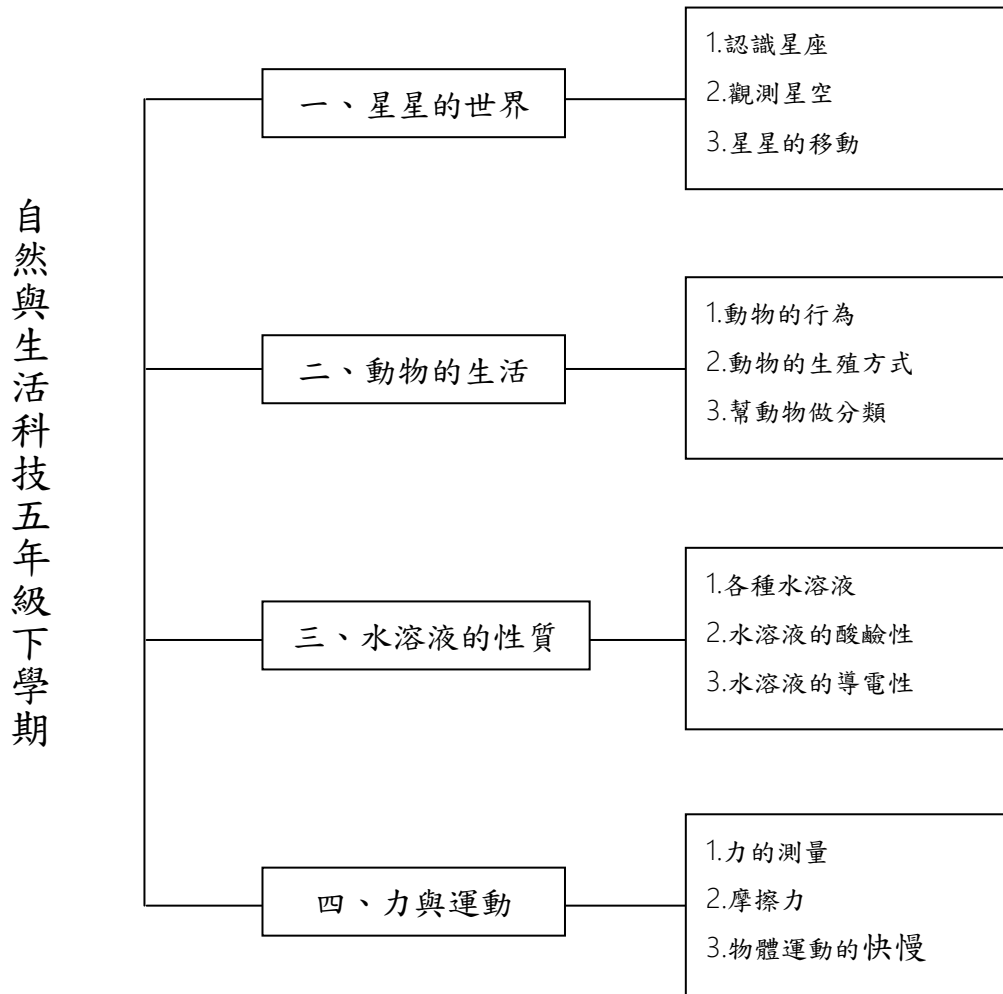 自然與生活科技五年級下學期
一、星星的世界
1.認識星座
2.觀測星空
3.星星的移動
二、動物的生活
1.動物的行為
2.動物的生殖方式
3.幫動物做分類
三、水溶液的性質
1.各種水溶液
2.水溶液的酸鹼性
3.水溶液的導電性
四、力與運動
1.力的測量
2.摩擦力
3.物體運動的快慢